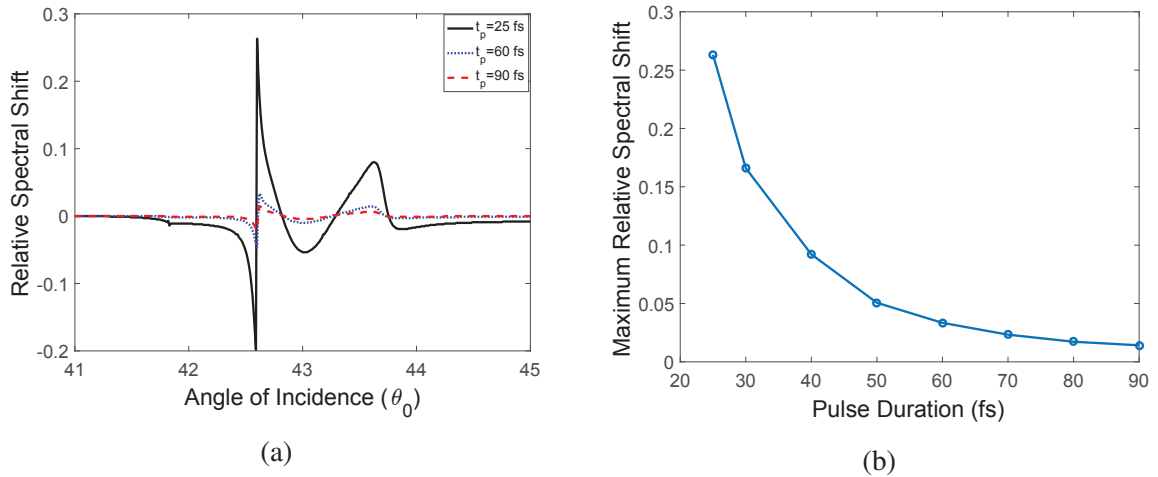 0.3
0.2
0.1
0
-0.1
-0.2
41
42
43
44
45
Relative Spectral Shift
Angle of Incidence (θ₀)
t_p=25 fs
t_p=60 fs
t_p=90 fs
(a)
0.3
0.25
0.2
0.15
0.1
0.05
0
20
30
40
50
60
70
80
90
Maximum Relative Spectral Shift
Pulse Duration (fs)
(b)